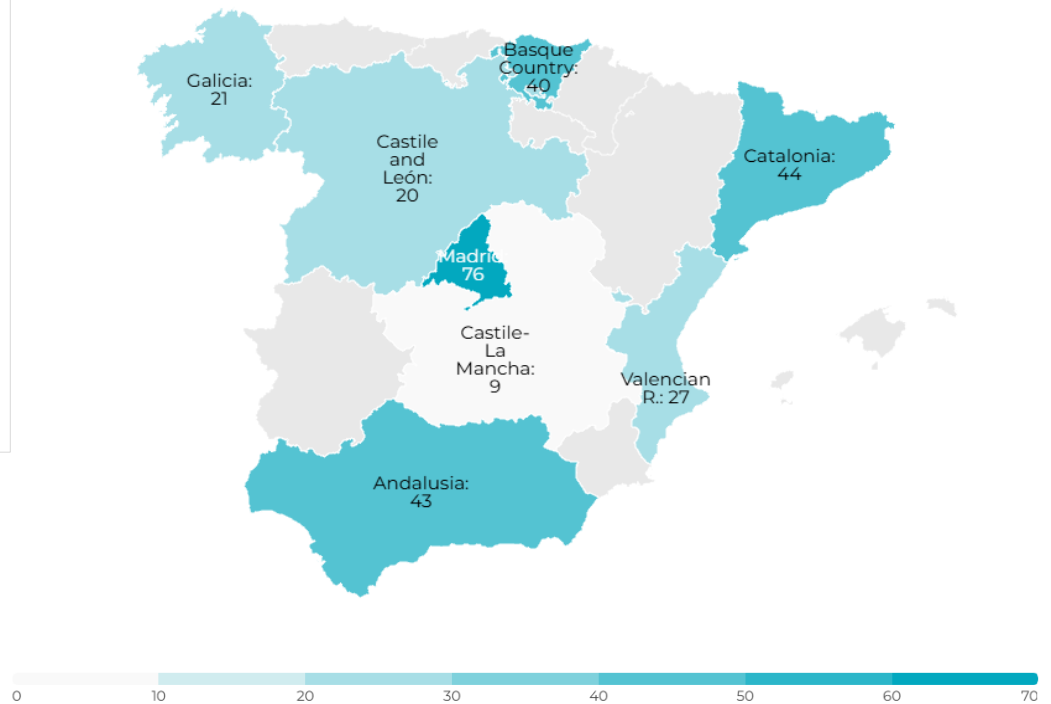 Basque
Country:
40
Galicia:
21
Castile
and
León:
20
Catalonia:
44
Madrid
76
Castile-
La
Mancha:
9
Valencian
R.: 27
Andalusia:
43
0 10 20 30 40 50 60 70